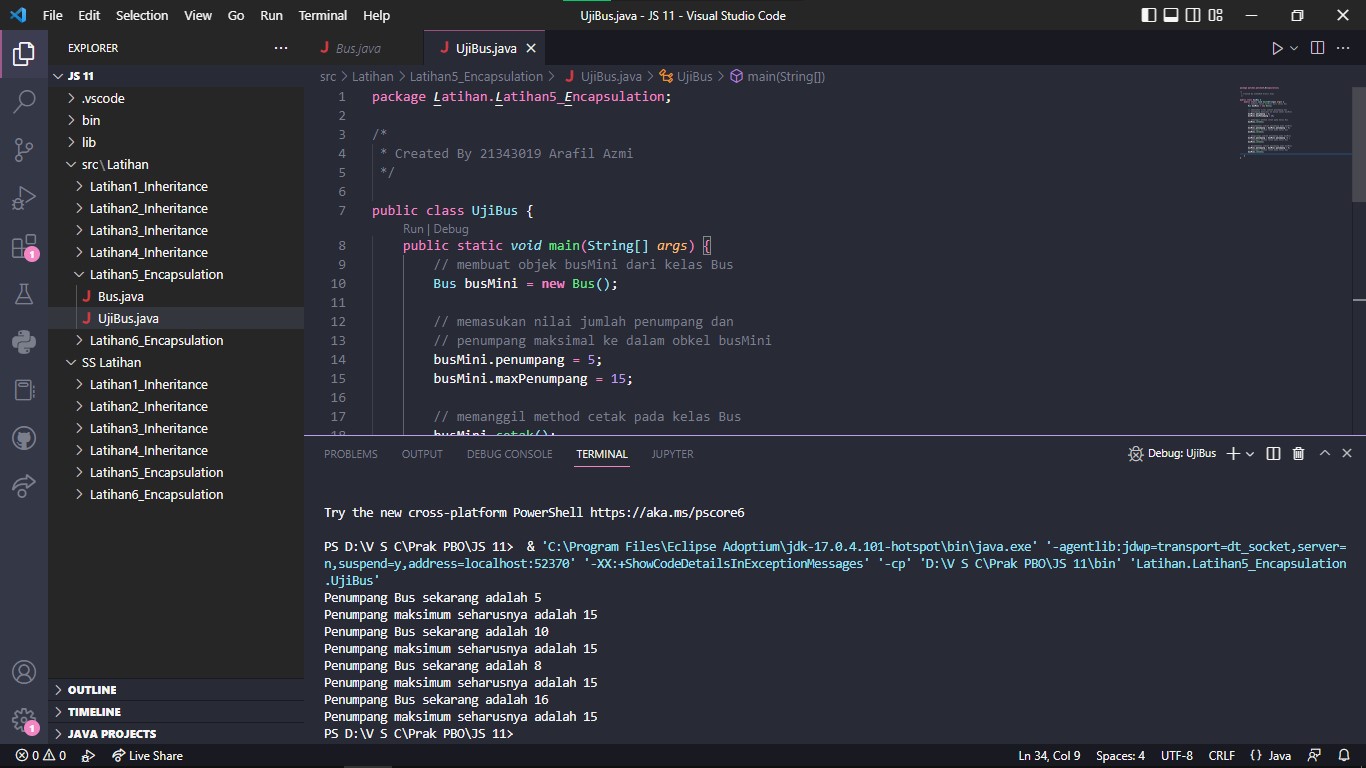 File Edit Selection View Go Run Terminal Help
UjiBus.java - JS 11 - Visual Studio Code
EXPLORER
JS 11
.vscode
bin
lib
src\Latihan
Latihan1_Inheritance
Latihan2_Inheritance
Latihan3_Inheritance
Latihan4_Inheritance
Latihan5_Encapsulation
J Bus.java
J UjiBus.java
Latihan6_Encapsulation
SS Latihan
Latihan1_Inheritance
Latihan2_Inheritance
Latihan3_Inheritance
Latihan4_Inheritance
Latihan5_Encapsulation
Latihan6_Encapsulation
OUTLINE
TIMELINE
JAVA PROJECTS
1
1
J Bus.java
J UjiBus.java
src > Latihan > Latihan5_Encapsulation > J UjiBus.java > UjiBus > main(String[])
1 package Latihan.Latihan5_Encapsulation;
2
3 /*
4 * Created By 21343019 Arafil Azmi
5 */
6
7 public class UjiBus {
Run | Debug
8 public static void main(String[] args) {
9 // membuat objek busMini dari kelas Bus
10 Bus busMini = new Bus();
11
12 // memasukan nilai jumlah penumpang dan
13 // penumpang maksimal ke dalam obkel busMini
14 busMini.penumpang = 5;
15 busMini.maxPenumpang = 15;
16
17 // memanggil method cetak pada kelas Bus
18 busMini.cetak();
PROBLEMS OUTPUT DEBUG CONSOLE TERMINAL JUPYTER
Debug: UjiBus
Try the new cross-platform PowerShell https://aka.ms/pscore6
PS D:\V S C\Prak PBO\JS 11> & 'C:\Program Files\Eclipse Adoptium\jdk-17.0.4.101-hotspot\bin\java.exe' '-agentlib:jdwp=transport=dt_socket,server=
n,suspend=y,address=localhost:52370' '-XX:+ShowCodeDetailsInExceptionMessages' '-cp' 'D:\V S C\Prak PBO\JS 11\bin' 'Latihan.Latihan5_Encapsulation
.UjiBus'
Penumpang Bus sekarang adalah 5
Penumpang maksimum seharusnya adalah 15
Penumpang Bus sekarang adalah 10
Penumpang maksimum seharusnya adalah 15
Penumpang Bus sekarang adalah 8
Penumpang maksimum seharusnya adalah 15
Penumpang Bus sekarang adalah 16
Penumpang maksimum seharusnya adalah 15
PS D:\V S C\Prak PBO\JS 11>
0 0 Live Share
Ln 34, Col 9 Spaces: 4 UTF-8 CRLF {} Java